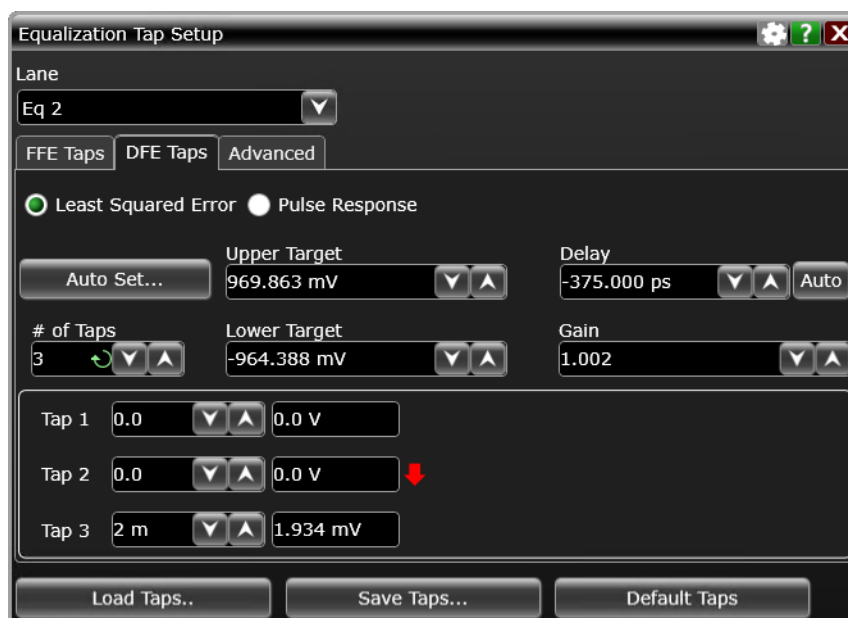 Equalization Tap Setup ? X
Lane
Eq 2
FFE Taps DFE Taps Advanced
Least Squared Error Pulse Response
Upper Target Delay
Auto Set... 969.863 mV -375.000 ps Auto
# of Taps Lower Target Gain
3 -964.388 mV 1.002
Tap 1 0.0 0.0 V
Tap 2 0.0 0.0 V
Tap 3 2 m 1.934 mV
Load Taps.. Save Taps... Default Taps